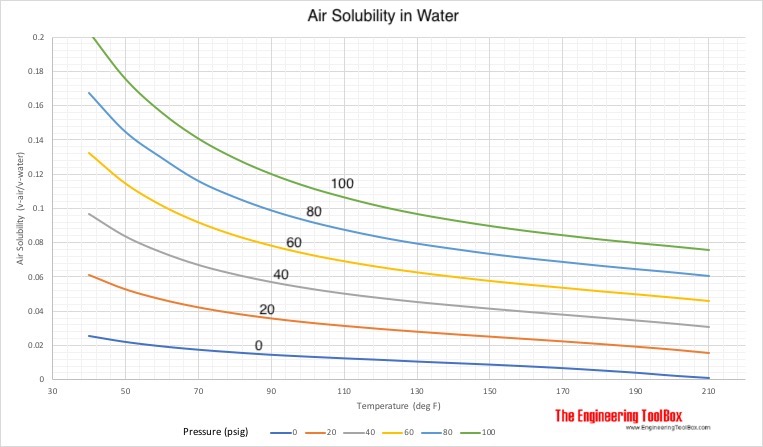 Air Solubility in Water
0.2
0.18
0.16
0.14
0.12
0.1
0.08
0.06
0.04
0.02
0
Air Solubility (v-air/v-water)
100
80
60
40
20
0
30 50 70 90 110 130 150 170 190 210
Temperature (deg F)
The Engineering ToolBox
www.EngineeringToolBox.com
Pressure (psig) 0 20 40 60 80 100